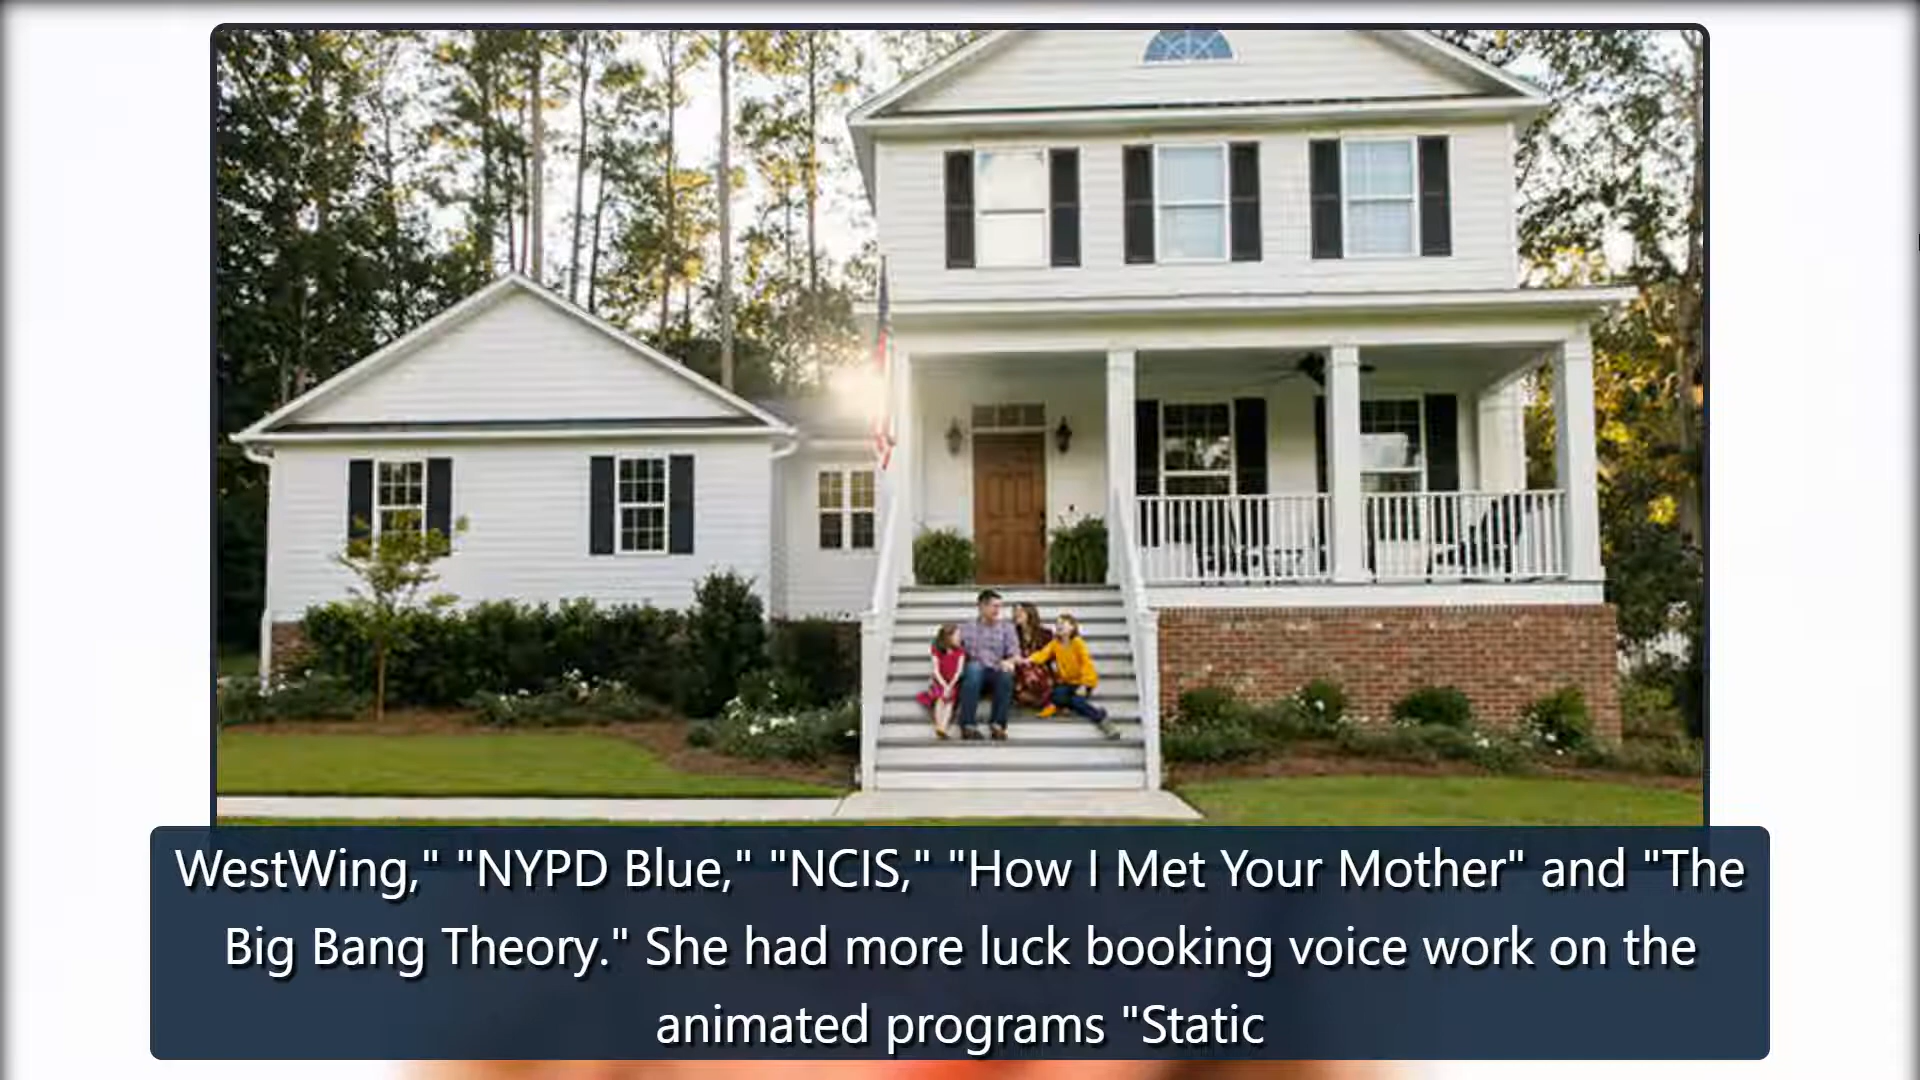 WestWing," "NYPD Blue," "NCIS," "How I Met Your Mother" and "The
Big Bang Theory." She had more luck booking voice work on the
animated programs "Static